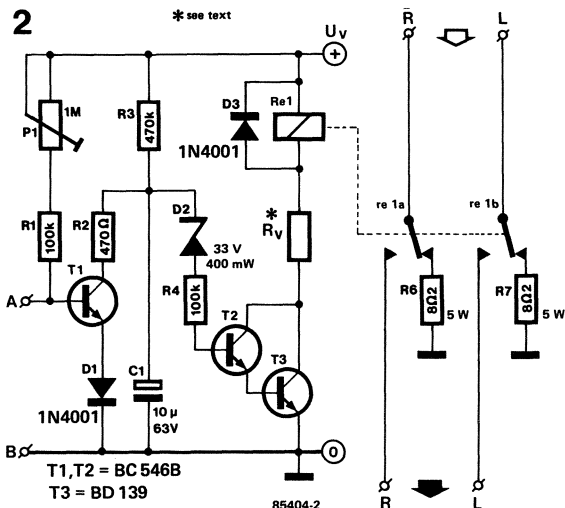 2
* see text
Uv
+
R̄
L
P1
1M
R3
470k
D3
1N4001
Re1
re 1a
re 1b
R1
100k
R2
470Ω
D2
33 V
400 mW
*
Rv
A
T1
R4
100k
T2
T3
R6
8Ω2
5 W
R7
8Ω2
5 W
D1
1N4001
C1
10 µ
63V
B
0
T1,T2 = BC 546B
T3 = BD 139
85404-2
R
L